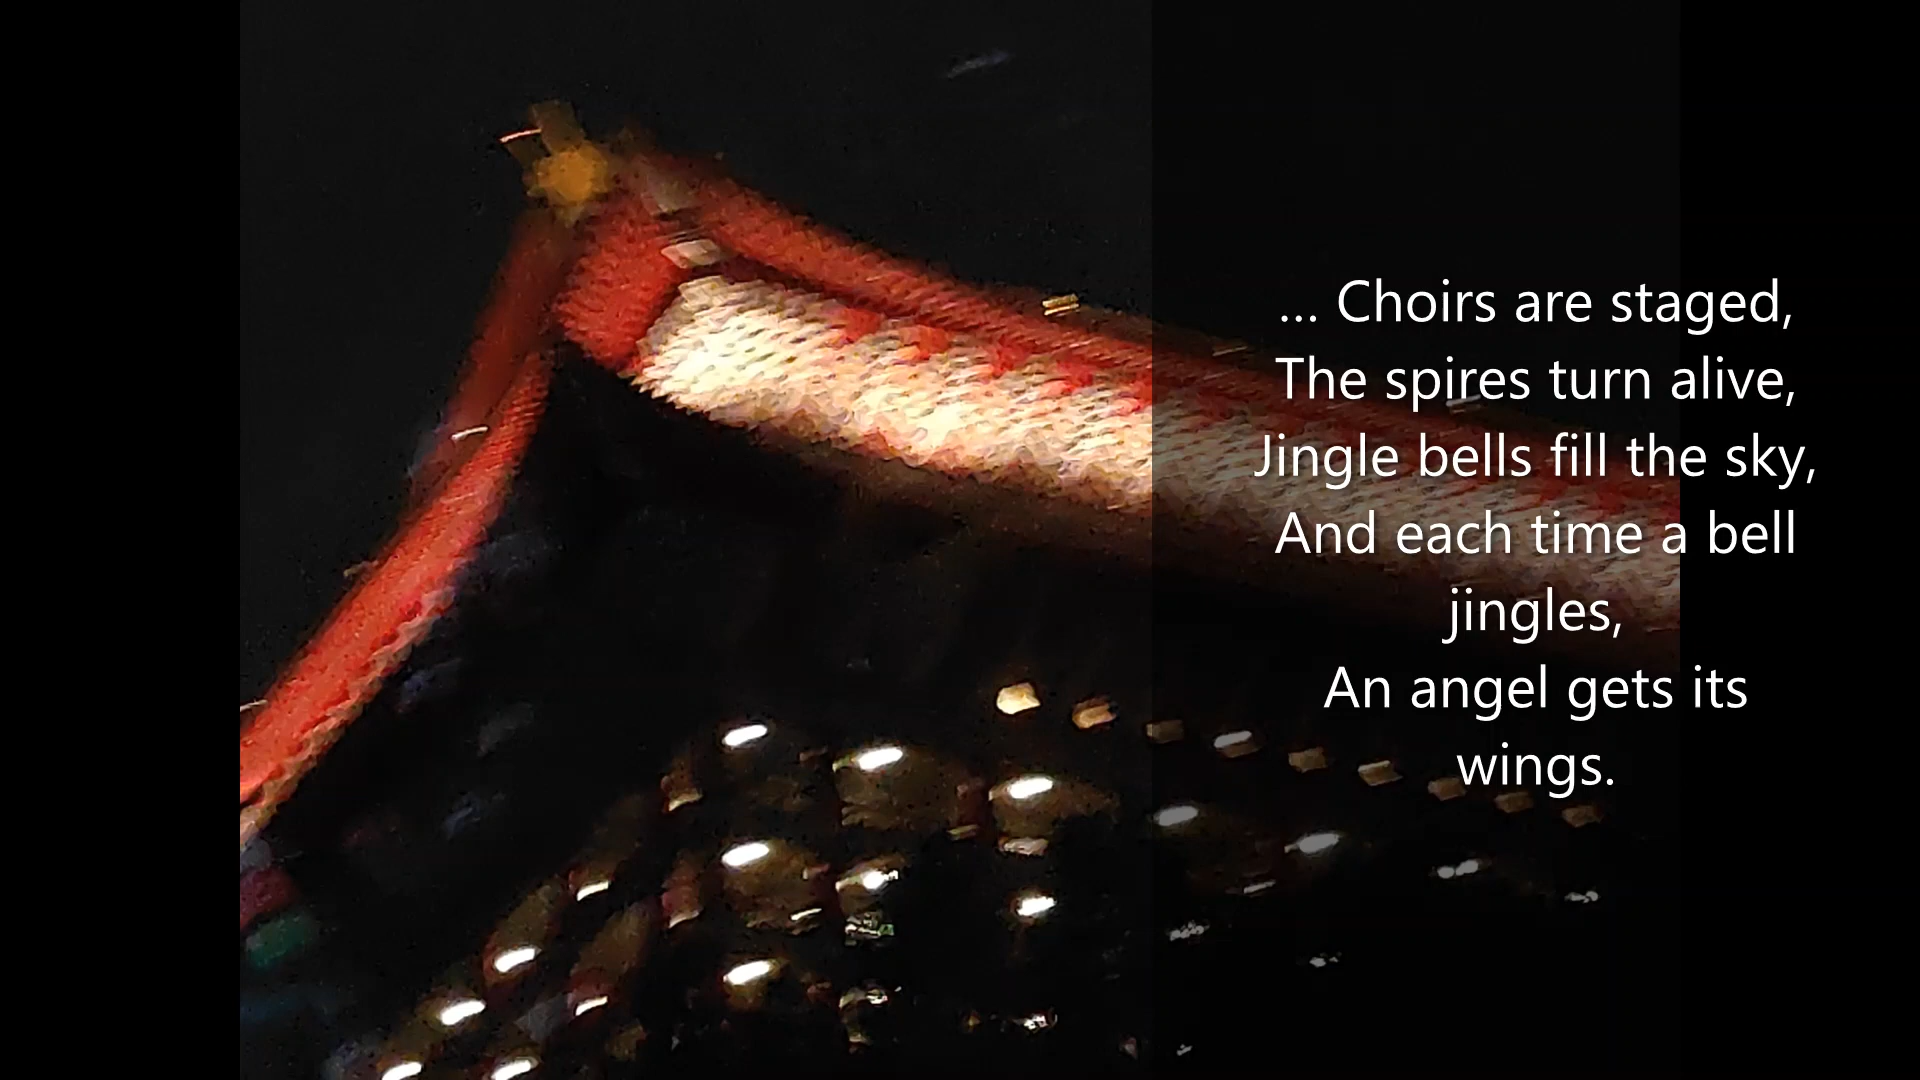 ... Choirs are staged,
The spires turn alive,
Jingle bells fill the sky,
And each time a bell
jingles,
An angel gets its
wings.